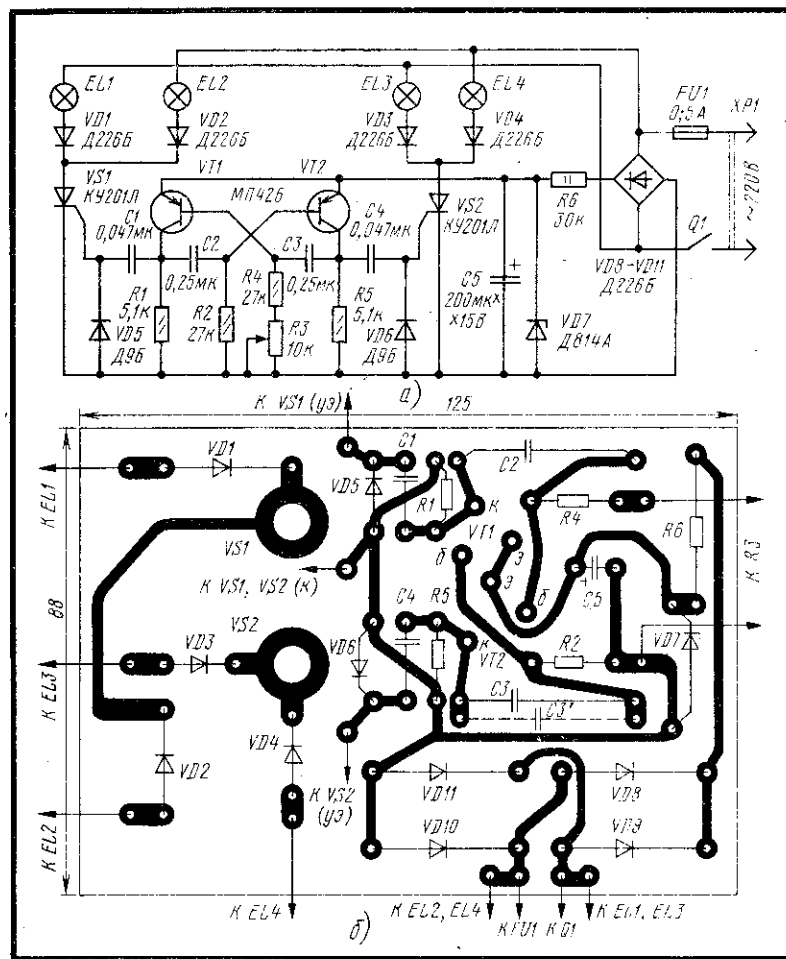 EL1 EL2 EL3 EL4
FU1 XP1
0,5А
VD1 VD2 VD3 VD4
Д226Б Д226Б Д226Б Д226Б
VT1 VT2
VS1 МП42Б VS2
КУ201Л C1 C4 КУ201Л
0,047мк 0,047мк
C2 C3
0,25мк 0,25мк
R6
30к
Q1
~220В
VD8-VD11
Д226Б
R1 R2 R4 R5
5,1к 27к 27к 5,1к
R3
10к
VD5 VD6
Д9Б Д9Б
C5 +
200мк×
×15В
VD7
Д814А
а)
К VS1 (уэ) 125
К EL1 VD1 C1 C2
VD5 R1 к R4
VS1 VT1 R6
К R3
К VS1, VS2 (к) б э
э + C5
88
VS2 C4 R5 б
К EL3 VD3 VD6 к R2 VD7
VT2
C3
C3*
VD2 VD4
К VS2
(уэ)
VD11 VD8
К EL2
VD10 VD9
К EL4 К EL2, EL4 К FU1 К Q1 К EL1, EL3
б)